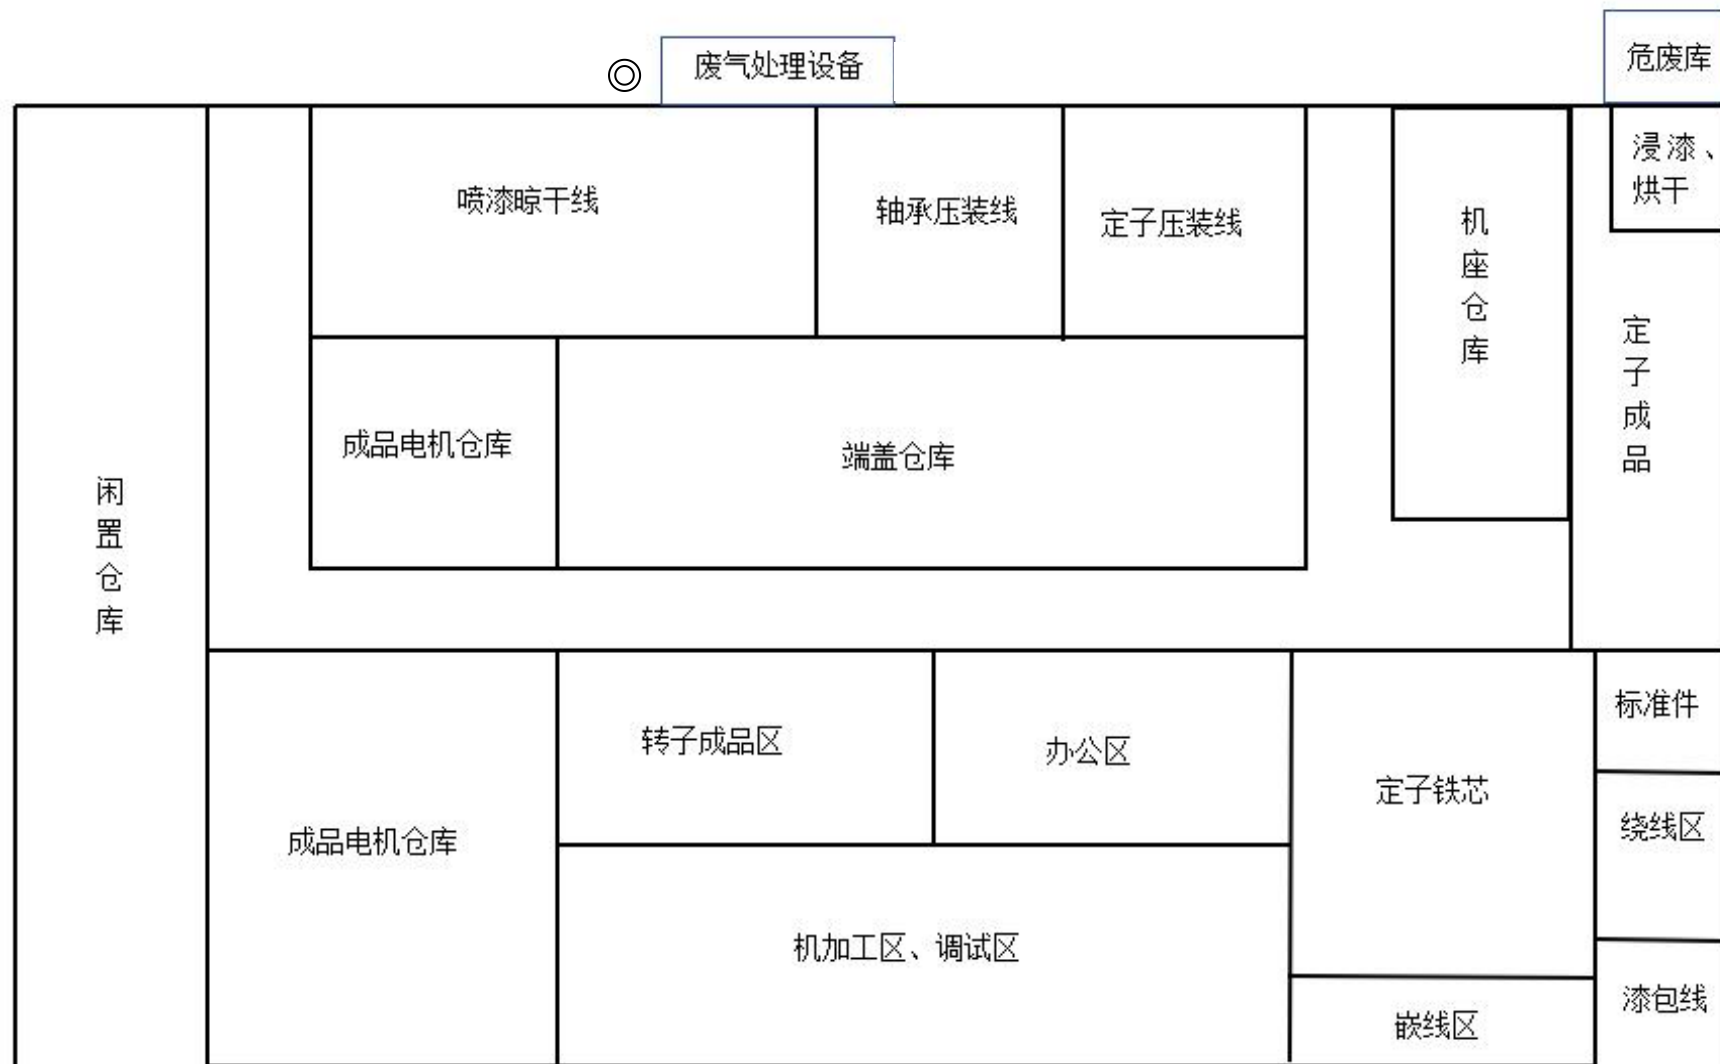 废气处理设备
危废库
喷漆晾干线
轴承压装线
定子压装线
机座仓库
浸漆、
烘干
定子成品
成品电机仓库
端盖仓库
闲置仓库
转子成品区
办公区
定子铁芯
标准件
绕线区
成品电机仓库
机加工区、调试区
漆包线
嵌线区